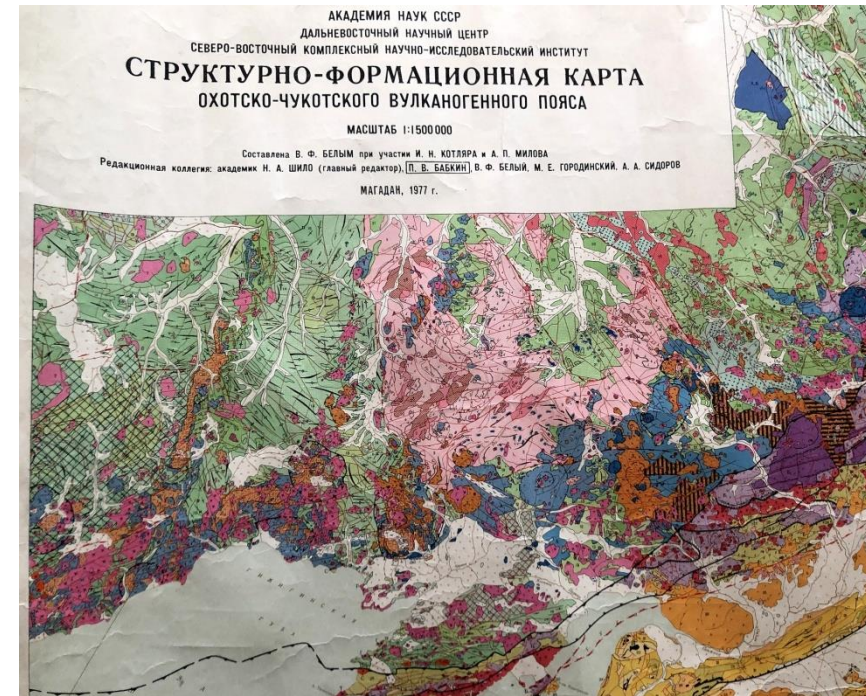 АКАДЕМИЯ НАУК СССР
ДАЛЬНЕВОСТОЧНЫЙ НАУЧНЫЙ ЦЕНТР
СЕВЕРО-ВОСТОЧНЫЙ КОМПЛЕКСНЫЙ НАУЧНО-ИССЛЕДОВАТЕЛЬСКИЙ ИНСТИТУТ
СТРУКТУРНО-ФОРМАЦИОННАЯ КАРТА
ОХОТСКО-ЧУКОТСКОГО ВУЛКАНОГЕННОГО ПОЯСА
МАСШТАБ 1:1500000
Составлена В. Ф. БЕЛЫМ при участии И. Н. КОТЛЯРА и А. П. МИЛОВА
Редакционная коллегия: академик Н. А. ШИЛО (главный редактор), П. В. БАБКИН, В. Ф. БЕЛЫЙ, М. Е. ГОРОДИНСКИЙ, А. А. СИДОРОВ
МАГАДАН, 1977 г.